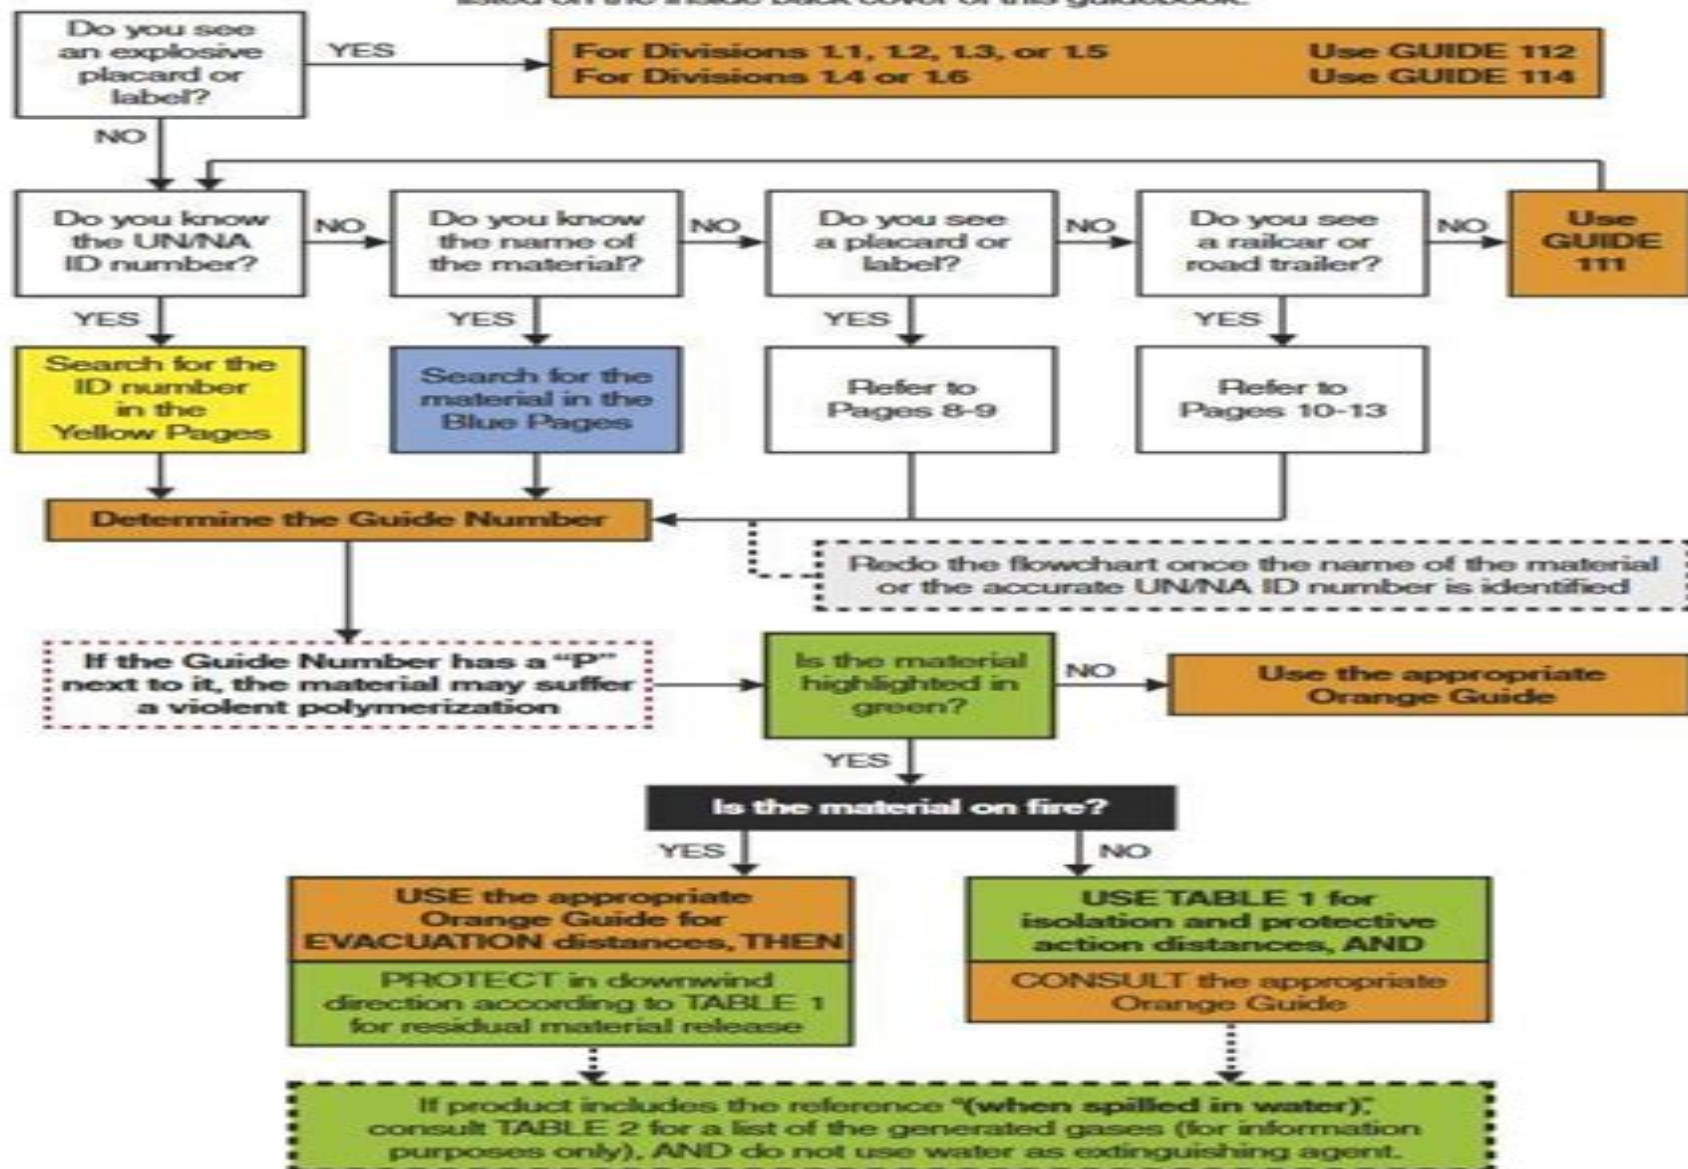 listed on the inside back cover of this guidebook.
Do you see
an explosive
placard or
label?
YES
For Divisions 1.1, 1.2, 1.3, or 1.5 Use GUIDE 112
For Divisions 1.4 or 1.6 Use GUIDE 114
NO
Do you know
the UN/NA
ID number?
NO
Do you know
the name of
the material?
NO
Do you see
a placard or
label?
NO
Do you see
a railcar or
road trailer?
NO
Use
GUIDE
111
YES
YES
YES
YES
Search for the
ID number
in the
Yellow Pages
Search for the
material in the
Blue Pages
Refer to
Pages 8-9
Refer to
Pages 10-13
Determine the Guide Number
Redo the flowchart once the name of the material
or the accurate UN/NA ID number is identified
If the Guide Number has a “P”
next to it, the material may suffer
a violent polymerization
Is the material
highlighted in
green?
NO
Use the appropriate
Orange Guide
YES
Is the material on fire?
YES
NO
USE the appropriate
Orange Guide for
EVACUATION distances, THEN
PROTECT in downwind
direction according to TABLE 1
for residual material release
USE TABLE 1 for
isolation and protective
action distances, AND
CONSULT the appropriate
Orange Guide
If product includes the reference “(when spilled in water)”,
consult TABLE 2 for a list of the generated gases (for information
purposes only), AND do not use water as extinguishing agent.